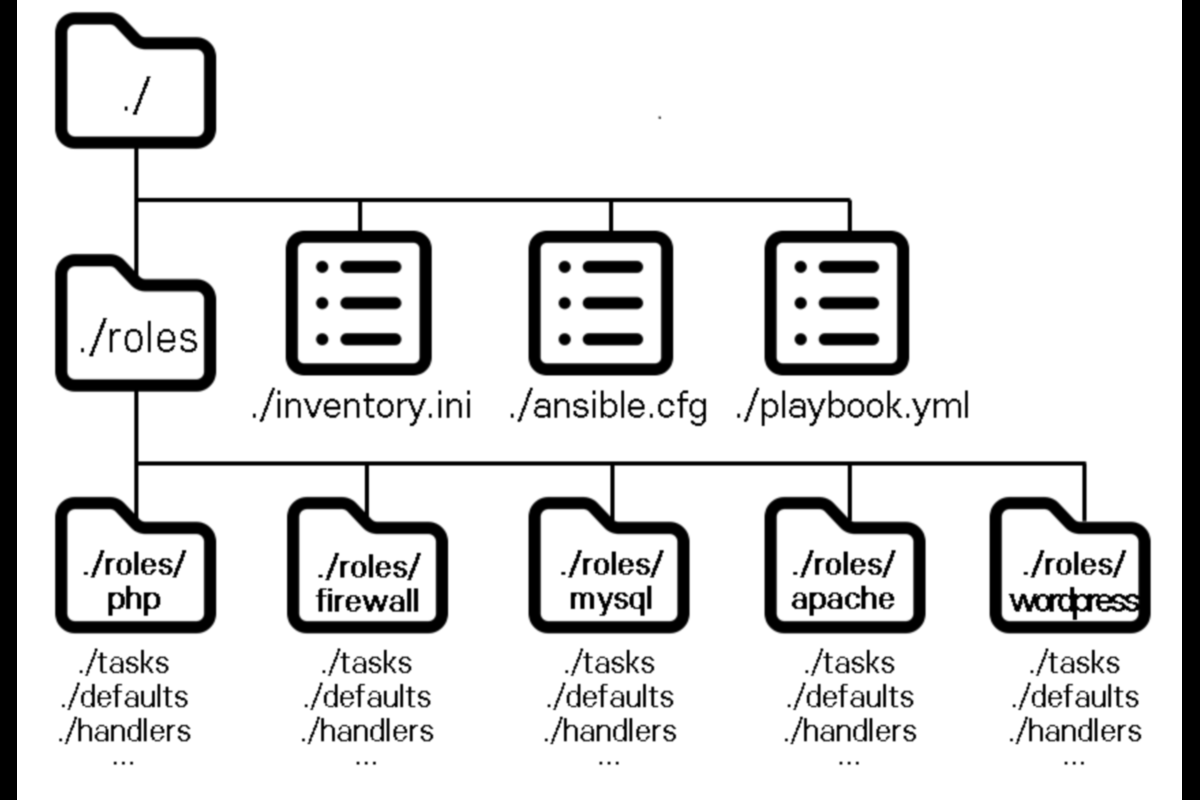 ./
./roles
./inventory.ini ./ansible.cfg ./playbook.yml
./roles/
php
./roles/
firewall
./roles/
mysql
./roles/
apache
./roles/
wordpress
./tasks
./defaults
./handlers
...
./tasks
./defaults
./handlers
...
./tasks
./defaults
./handlers
...
./tasks
./defaults
./handlers
...
./tasks
./defaults
./handlers
...